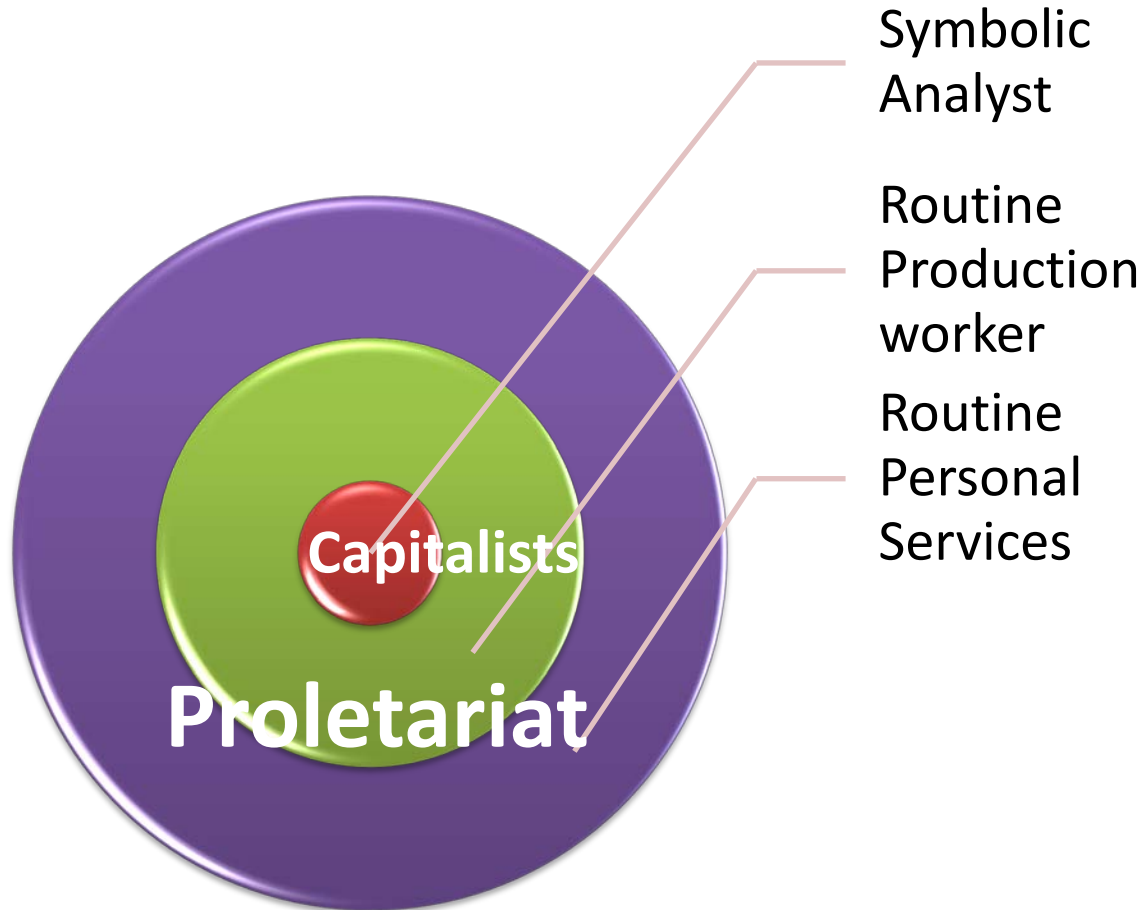 Symbolic
Analyst
Routine
Production
worker
Routine
Personal
Services
Capitalists
Proletariat